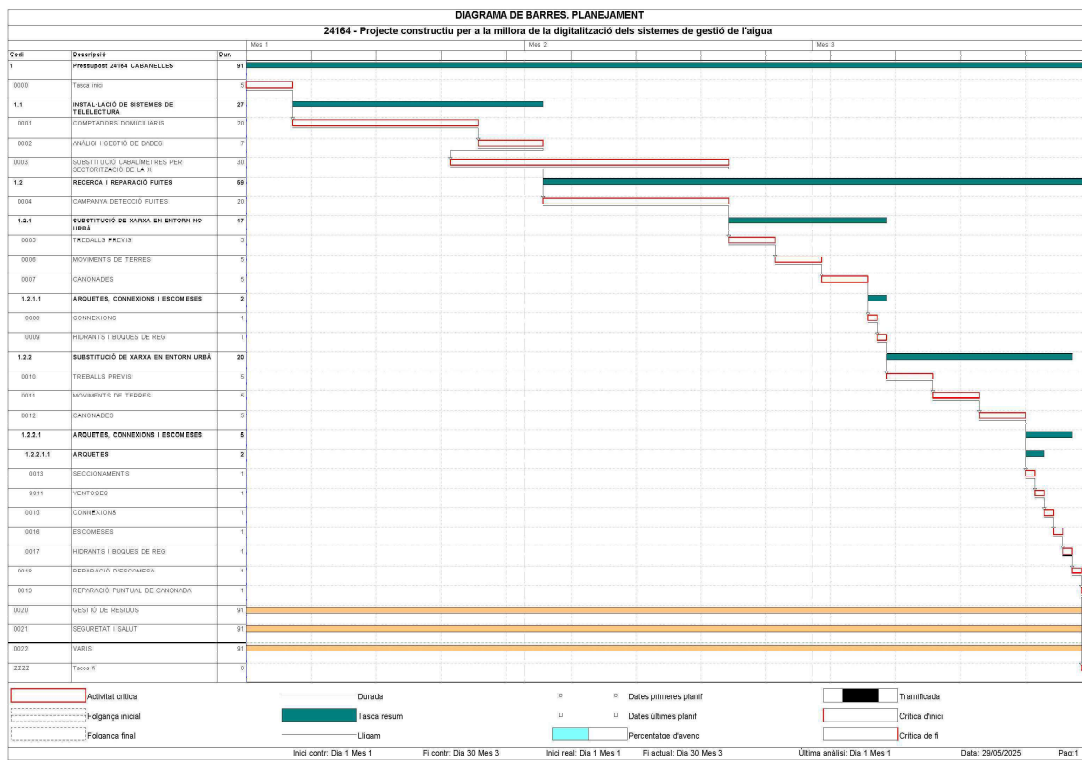 DIAGRAMA DE BARRES. PLANEJAMENT
24164 - Projecte constructiu per a la millora de la digitalització dels sistemes de gestió de l'aigua
Mes 1 Mes 2 Mes 3
Codi Descripció Dur.
1 Pressupost 24164 CABANELLES 91
0000 Tasca inici 5
1.1 INSTAL·LACIÓ DE SISTEMES DE TELELECTURA 27
0001 COMPTADORS DOMICILIARIS 20
0002 ANÀLISI I GESTIÓ DE DADES 7
0003 SUBSTITUCIÓ CABALÍMETRES PER
SECTORITZACIÓ DE LA X 30
1.2 RECERCA I REPARACIÓ FUITES 59
0004 CAMPANYA DETECCIÓ FUITES 20
1.2.1 SUBSTITUCIÓ DE XARXA EN ENTORN NO
URBÀ 17
TREBALLS PREVIS
0006 MOVIMENTS DE TERRES 5
0007 CANONADES 5
1.2.1.1 ARQUETES, CONNEXIONS I ESCOMESES 2
0008 CONNEXIONS 1
0009 HIDRANTS I BOQUES DE REG 1
1.2.2 SUBSTITUCIÓ DE XARXA EN ENTORN URBÀ 20
0010 TREBALLS PREVIS 5
0011 MOVIMENTS DE TERRES 5
0012 CANONADES
1.2.2.1 ARQUETES, CONNEXIONS I ESCOMESES 5
1.2.2.1.1 ARQUETES 2
0013 SECCIONAMENTS 1
VENTOSES 1
CONNEXIONS 1
0016 ESCOMESES 1
0017 HIDRANTS I BOQUES DE REG 1
0018 REPARACIÓ D'ESCOMESA 1
REPARACIÓ PUNTUAL DE CANONADA 1
0020 GESTIÓ DE RESIDUS 91
0021 SEGURETAT I SALUT 91
0022 VARIS 91
ZZZZ Tasca fi 0
Activitat crítica Durada Dates primeres planif Tramificada
Folgança inicial Tasca resum Dates últimes planif Crítica d'inici
Folgança final Lligam Percentatge d'avenç Crítica de fi
Inici contr: Dia 1 Mes 1 Fi contr: Dia 30 Mes 3 Inici real: Dia 1 Mes 1 Fi actual: Dia 30 Mes 3 Última anàlisi: Dia 1 Mes 1 Data: 29/05/2025 Pag:1